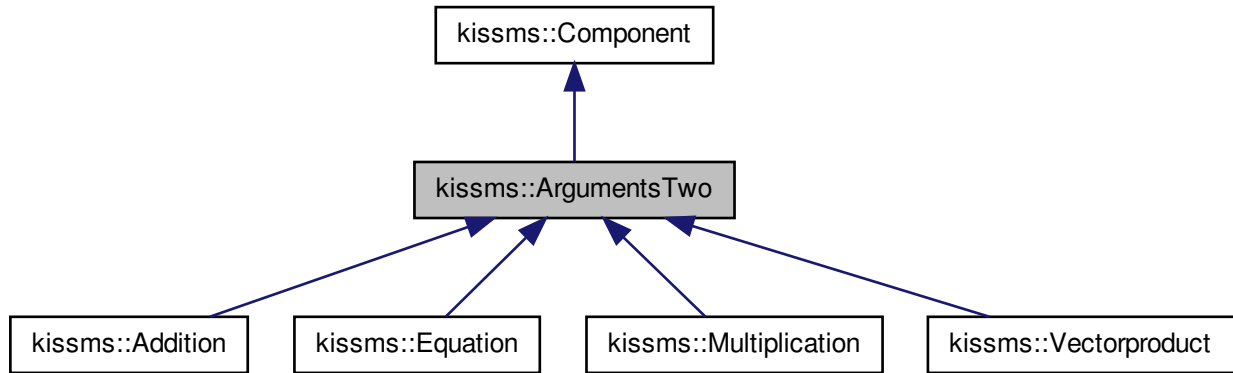 kissms::Component
kissms::ArgumentsTwo
kissms::Addition
kissms::Equation
kissms::Multiplication
kissms::Vectorproduct